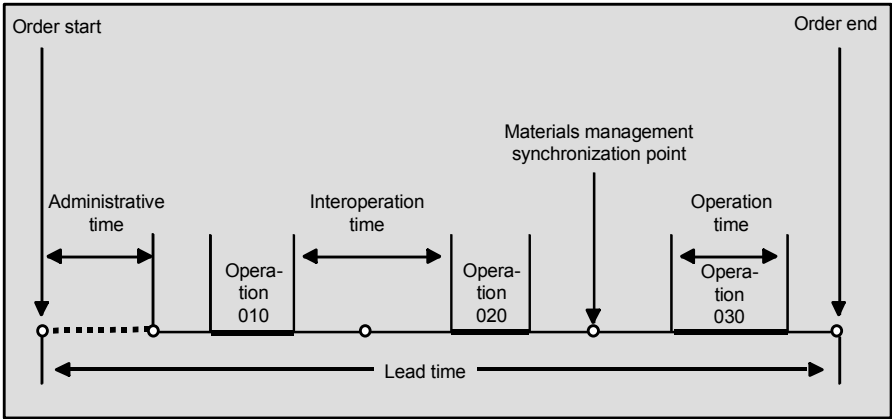 Order start
Order end
Materials management
synchronization point
Administrative
time
Interoperation
time
Operation
time
Opera-
tion
010
Opera-
tion
020
Opera-
tion
030
Lead time